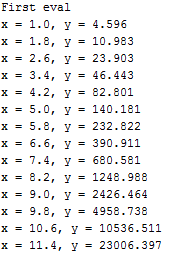 First eval
x = 1.0, y = 4.596
x = 1.8, y = 10.983
x = 2.6, y = 23.903
x = 3.4, y = 46.443
x = 4.2, y = 82.801
x = 5.0, y = 140.181
x = 5.8, y = 232.822
x = 6.6, y = 390.911
x = 7.4, y = 680.581
x = 8.2, y = 1248.988
x = 9.0, y = 2426.464
x = 9.8, y = 4958.738
x = 10.6, y = 10536.511
x = 11.4, y = 23006.397